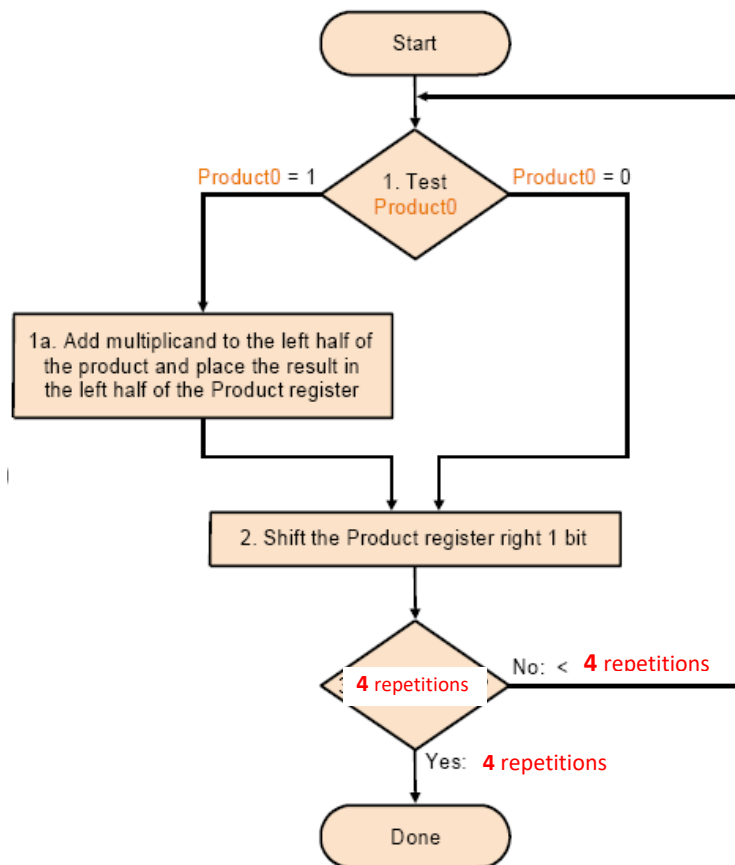 Start
Product0 = 1
1. Test
Product0
Product0 = 0
1a. Add multiplicand to the left half of
the product and place the result in
the left half of the Product register
2. Shift the Product register right 1 bit
4 repetitions
No: < 4 repetitions
Yes: 4 repetitions
Done